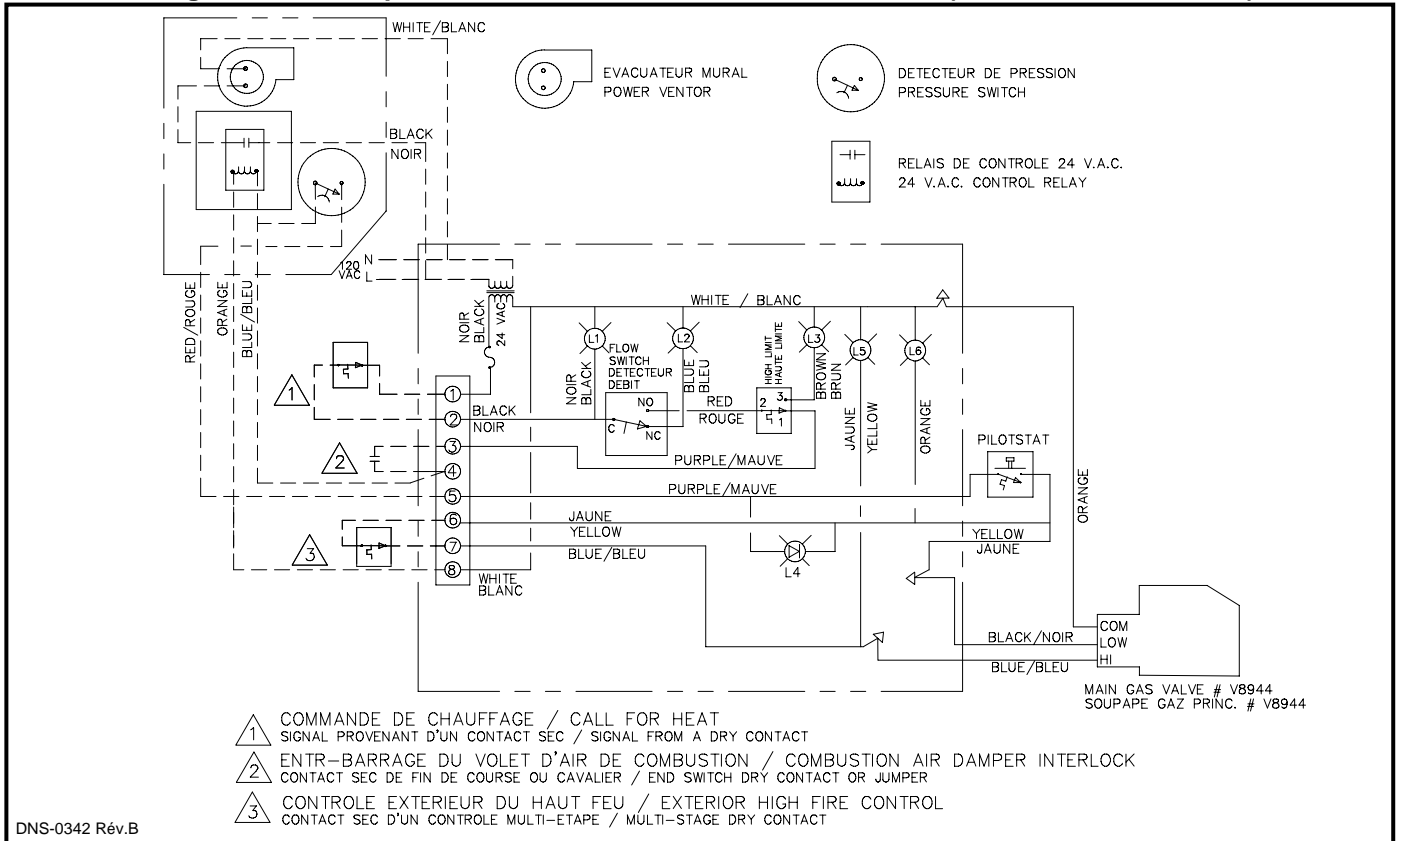 WHITE/BLANC
EVACUATEUR MURAL
POWER VENTOR
DETECTEUR DE PRESSION
PRESSURE SWITCH
BLACK
NOIR
RELAIS DE CONTROLE 24 V.A.C.
24 V.A.C. CONTROL RELAY
120
VAC
N
L
RED/ROUGE
ORANGE
BLUE/BLEU
NOIR
BLACK
24 VAC
WHITE / BLANC
L1
L2
L3
L5
L6
FLOW
SWITCH
DETECTEUR
DEBIT
NOIR
BLACK
BLUE
BLEU
HIGH LIMIT
HAUTE LIMITE
BROWN
BRUN
NO
C
NC
RED
ROUGE
2
3
1
JAUNE
YELLOW
ORANGE
1
1
2
BLACK
NOIR
2
3
4
PURPLE/MAUVE
PILOTSTAT
5
PURPLE/MAUVE
ORANGE
6
JAUNE
YELLOW
3
7
BLUE/BLEU
L4
YELLOW
JAUNE
8
WHITE
BLANC
COM
LOW
HI
BLACK/NOIR
BLUE/BLEU
MAIN GAS VALVE # V8944
SOUPAPE GAZ PRINC. # V8944
1
COMMANDE DE CHAUFFAGE / CALL FOR HEAT
SIGNAL PROVENANT D'UN CONTACT SEC / SIGNAL FROM A DRY CONTACT
2
ENTR-BARRAGE DU VOLET D'AIR DE COMBUSTION / COMBUSTION AIR DAMPER INTERLOCK
CONTACT SEC DE FIN DE COURSE OU CAVALIER / END SWITCH DRY CONTACT OR JUMPER
3
CONTROLE EXTERIEUR DU HAUT FEU / EXTERIOR HIGH FIRE CONTROL
CONTACT SEC D'UN CONTROLE MULTI-ETAPE / MULTI-STAGE DRY CONTACT
DNS-0342 Rév.B